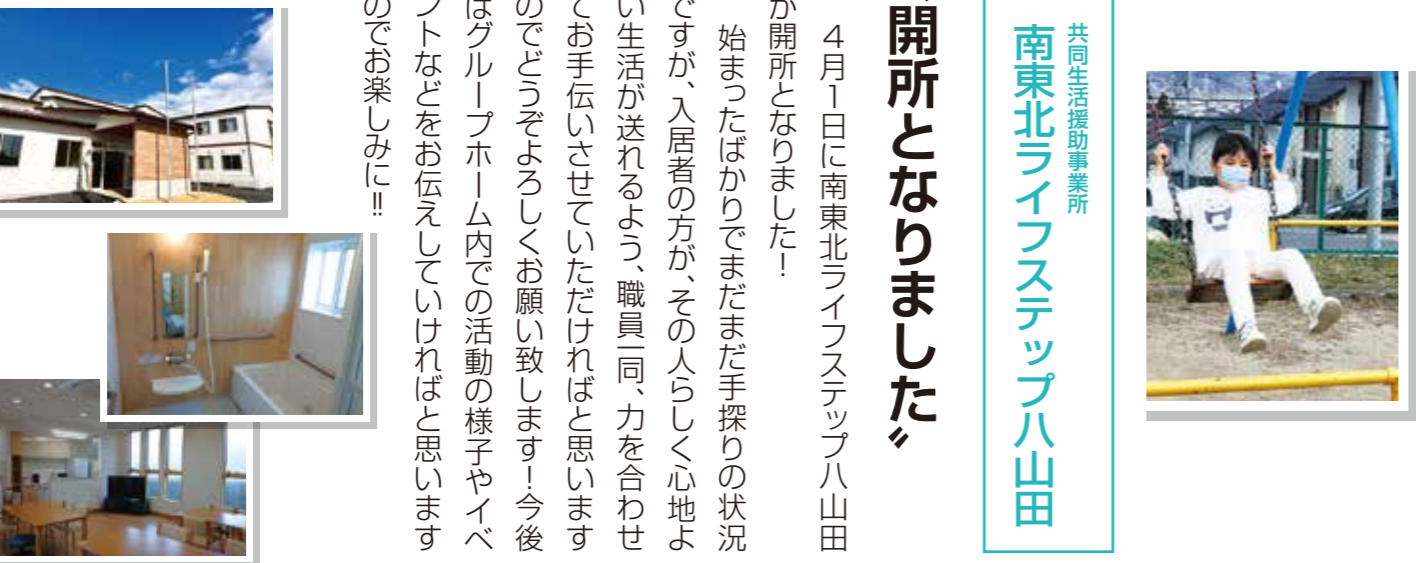 共同生活援助事業所
南東北ライフステップ八山田
開所となりました〟
４月１日に南東北ライフステップ八山田
が開所となりました！
始まったばかりでまだまだ手探りの状況
ですが、入居者の方が、その人らしく心地よ
い生活が送れるよう、職員一同、力を合わせ
てお手伝いさせていただければと思います
のでどうぞよろしくお願い致します！今後
はグループホーム内での活動の様子やイベ
ントなどをお伝えしていければと思います
のでお楽しみに‼